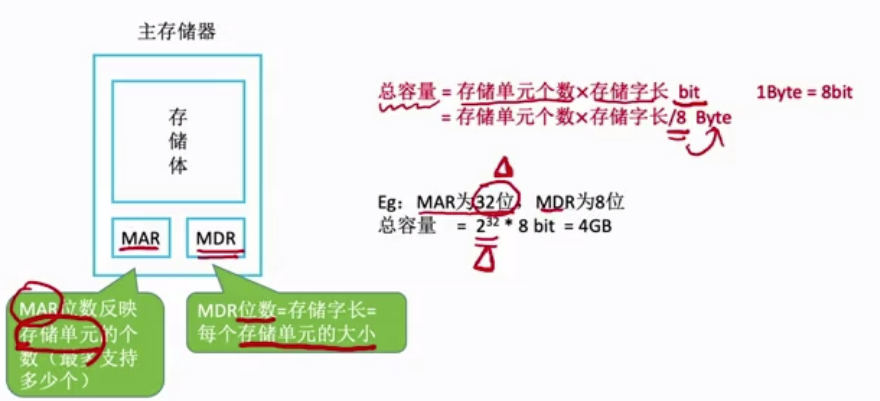 主存储器
存
储
体
MAR
MDR
MAR位数反映
存储单元的个
数（最多支持
多少个）
MDR位数=存储字长=
每个存储单元的大小
总容量 = 存储单元个数×存储字长 bit 1Byte = 8bit
= 存储单元个数×存储字长/8 Byte
Eg：MAR为32位，MDR为8位
总容量 = 2³² * 8 bit = 4GB